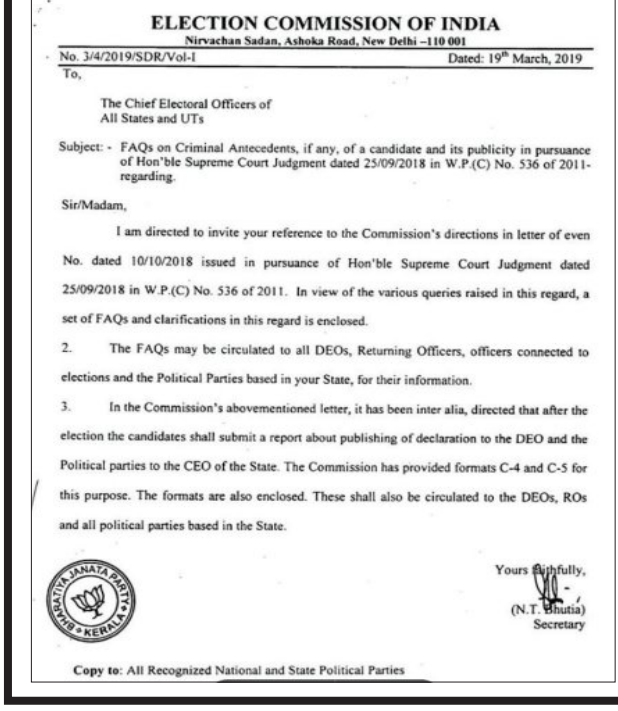 ELECTION COMMISSION OF INDIA
Nirvachan Sadan, Ashoka Road, New Delhi –110 001
No. 3/4/2019/SDR/Vol-I Dated: 19th March, 2019
To,
The Chief Electoral Officers of
All States and UTs
Subject: - FAQs on Criminal Antecedents, if any, of a candidate and its publicity in pursuance
of Hon'ble Supreme Court Judgment dated 25/09/2018 in W.P.(C) No. 536 of 2011-
regarding.
Sir/Madam,
I am directed to invite your reference to the Commission's directions in letter of even
No. dated 10/10/2018 issued in pursuance of Hon'ble Supreme Court Judgment dated
25/09/2018 in W.P.(C) No. 536 of 2011. In view of the various queries raised in this regard, a
set of FAQs and clarifications in this regard is enclosed.
2. The FAQs may be circulated to all DEOs, Returning Officers, officers connected to
elections and the Political Parties based in your State, for their information.
3. In the Commission's abovementioned letter, it has been inter alia, directed that after the
election the candidates shall submit a report about publishing of declaration to the DEO and the
Political parties to the CEO of the State. The Commission has provided formats C-4 and C-5 for
this purpose. The formats are also enclosed. These shall also be circulated to the DEOs, ROs
and all political parties based in the State.
BHARATIYA JANATA PARTY
KERALA
Yours faithfully,
(N.T. Bhutia)
Secretary
Copy to: All Recognized National and State Political Parties